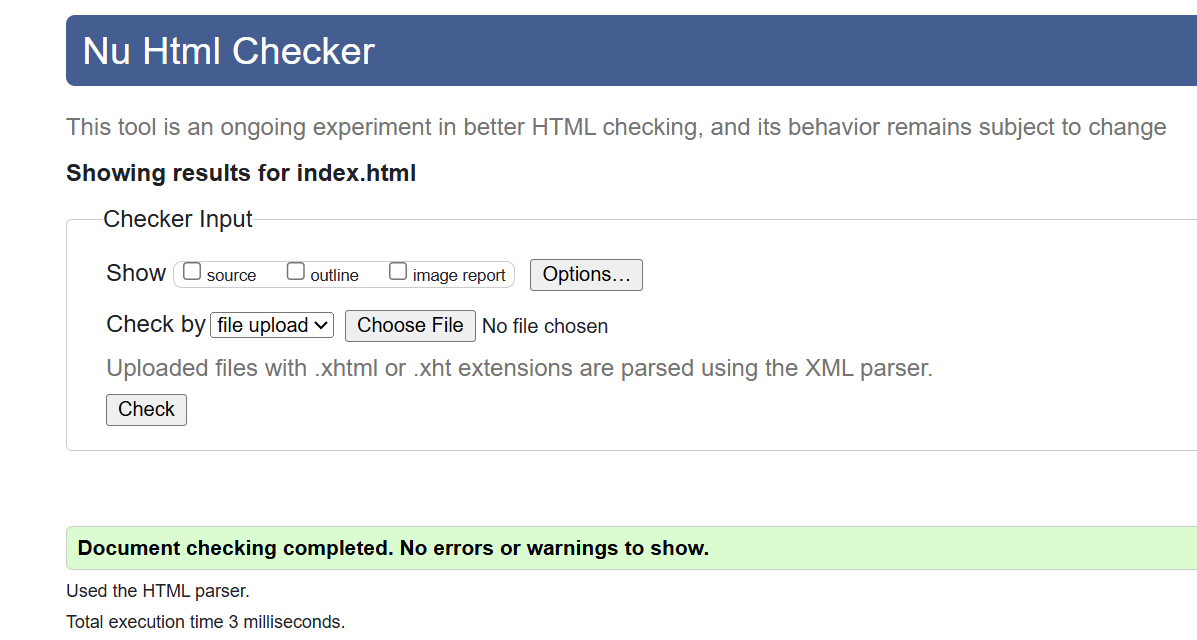 Nu Html Checker
This tool is an ongoing experiment in better HTML checking, and its behavior remains subject to change
Showing results for index.html
Checker Input
Show source outline image report Options...
Check by file upload Choose File No file chosen
Uploaded files with .xhtml or .xht extensions are parsed using the XML parser.
Check
Document checking completed. No errors or warnings to show.
Used the HTML parser.
Total execution time 3 milliseconds.